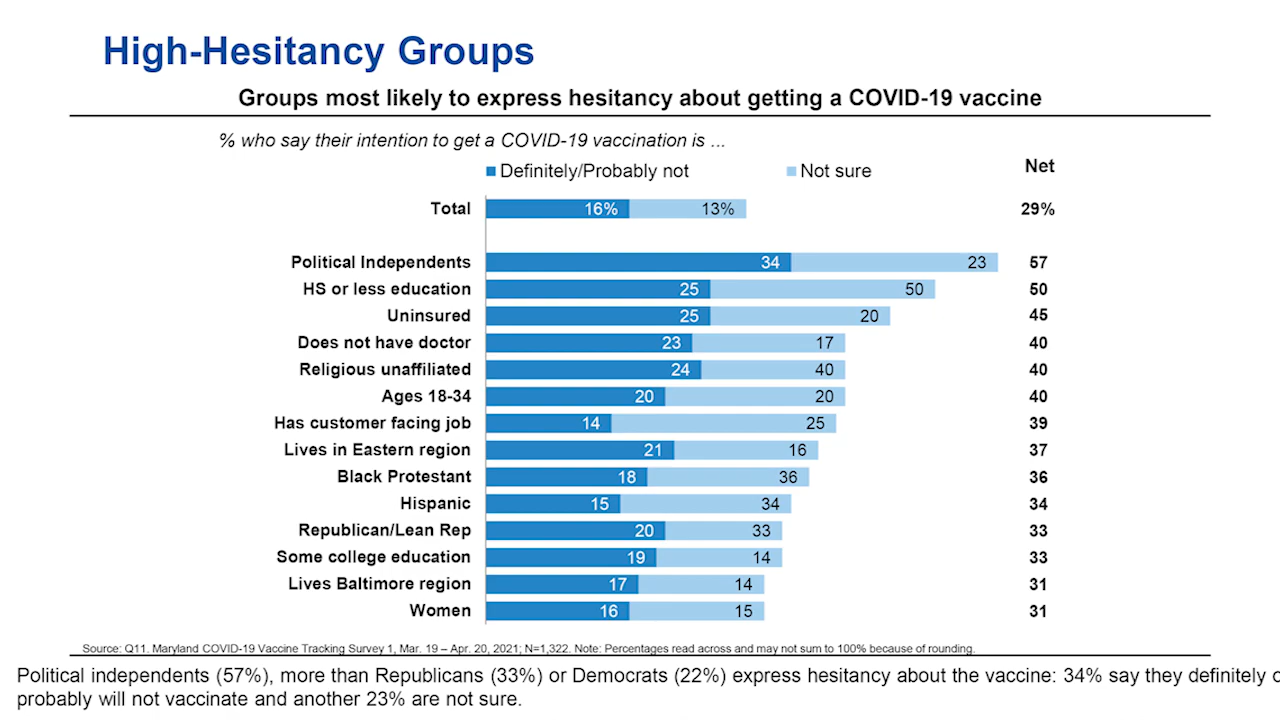 High-Hesitancy Groups
Groups most likely to express hesitancy about getting a COVID-19 vaccine
% who say their intention to get a COVID-19 vaccination is ...
Definitely/Probably not Not sure Net
Total 16% 13% 29%
Political Independents 34 23 57
HS or less education 25 50 50
Uninsured 25 20 45
Does not have doctor 23 17 40
Religious unaffiliated 24 40 40
Ages 18-34 20 20 40
Has customer facing job 14 25 39
Lives in Eastern region 21 16 37
Black Protestant 18 36 36
Hispanic 15 34 34
Republican/Lean Rep 20 33 33
Some college education 19 14 33
Lives Baltimore region 17 14 31
Women 16 15 31
Source: Q11. Maryland COVID-19 Vaccine Tracking Survey 1, Mar. 19 – Apr. 20, 2021; N=1,322. Note: Percentages read across and may not sum to 100% because of rounding.
Political independents (57%), more than Republicans (33%) or Democrats (22%) express hesitancy about the vaccine: 34% say they definitely
probably will not vaccinate and another 23% are not sure.